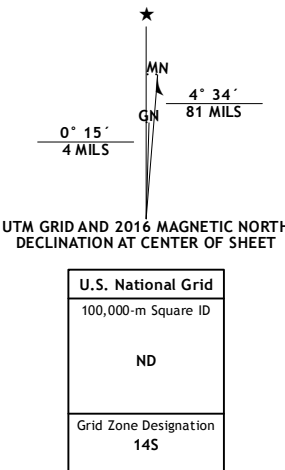 ★
MN
4° 34´
81 MILS
GN
0° 15´
4 MILS
UTM GRID AND 2016 MAGNETIC NORTH
DECLINATION AT CENTER OF SHEET
U.S. National Grid
100,000-m Square ID
ND
Grid Zone Designation
14S